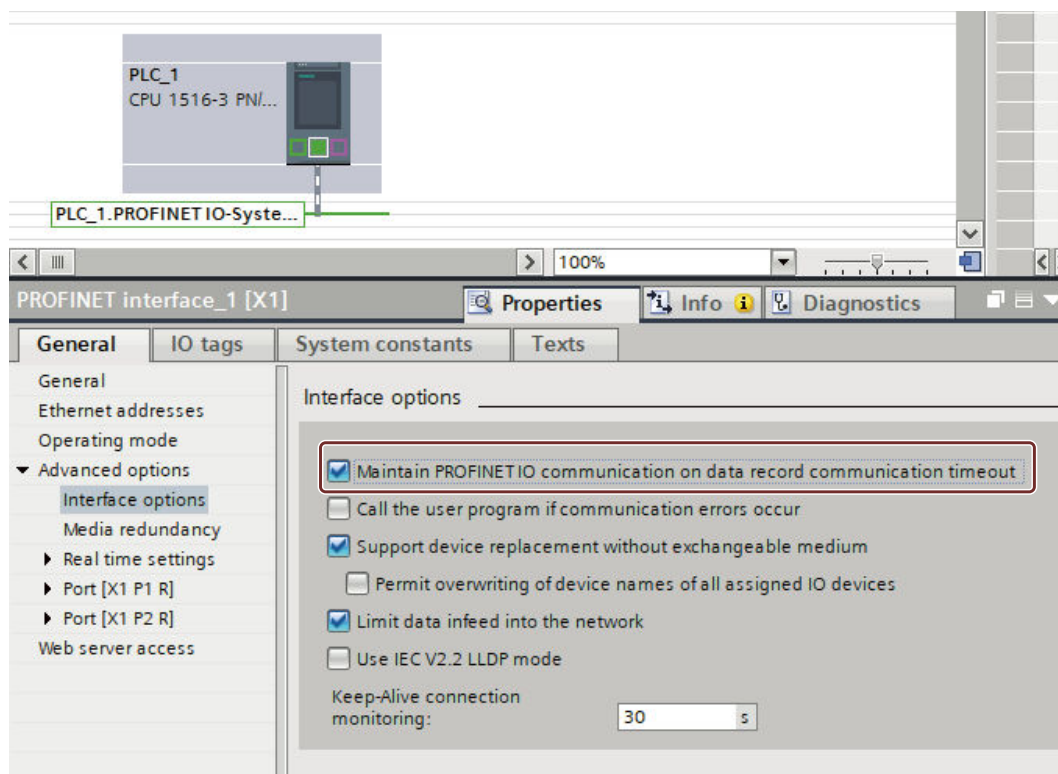 PLC_1
CPU 1516-3 PN/...
PLC_1.PROFINET IO-Syste...
100%
PROFINET interface_1 [X1]
Properties
Info
Diagnostics
General
IO tags
System constants
Texts
General
Ethernet addresses
Operating mode
Advanced options
Interface options
Media redundancy
Real time settings
Port [X1 P1 R]
Port [X1 P2 R]
Web server access
Interface options
Maintain PROFINET IO communication on data record communication timeout
Call the user program if communication errors occur
Support device replacement without exchangeable medium
Permit overwriting of device names of all assigned IO devices
Limit data infeed into the network
Use IEC V2.2 LLDP mode
Keep-Alive connection
monitoring:
30 s